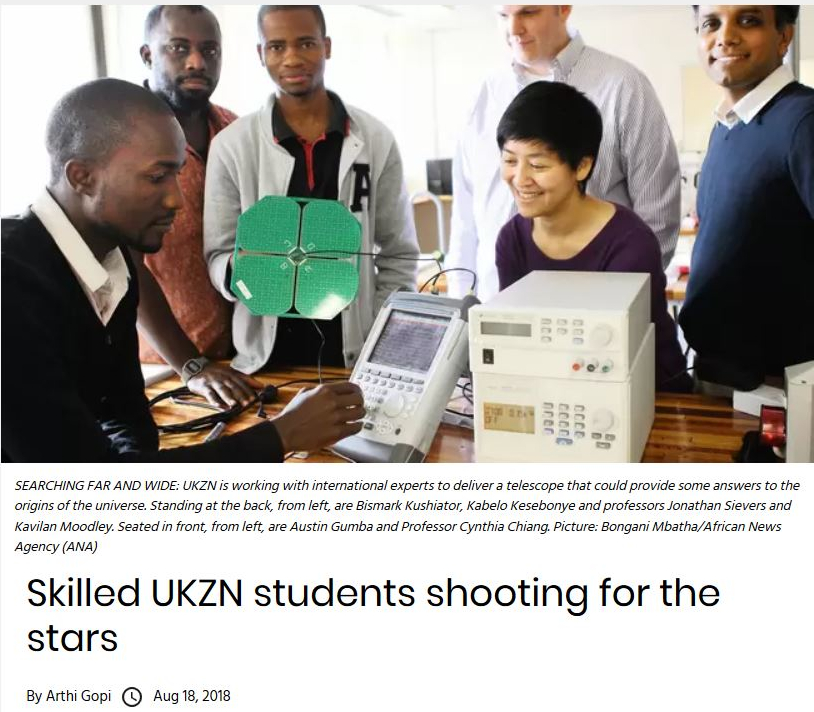 A
SEARCHING FAR AND WIDE: UKZN is working with international experts to deliver a telescope that could provide some answers to the
origins of the universe. Standing at the back, from left, are Bismark Kushiator, Kabelo Kesebonye and professors Jonathan Sievers and
Kavilan Moodley. Seated in front, from left, are Austin Gumba and Professor Cynthia Chiang. Picture: Bongani Mbatha/African News
Agency (ANA)
Skilled UKZN students shooting for the
stars
By Arthi Gopi Aug 18, 2018